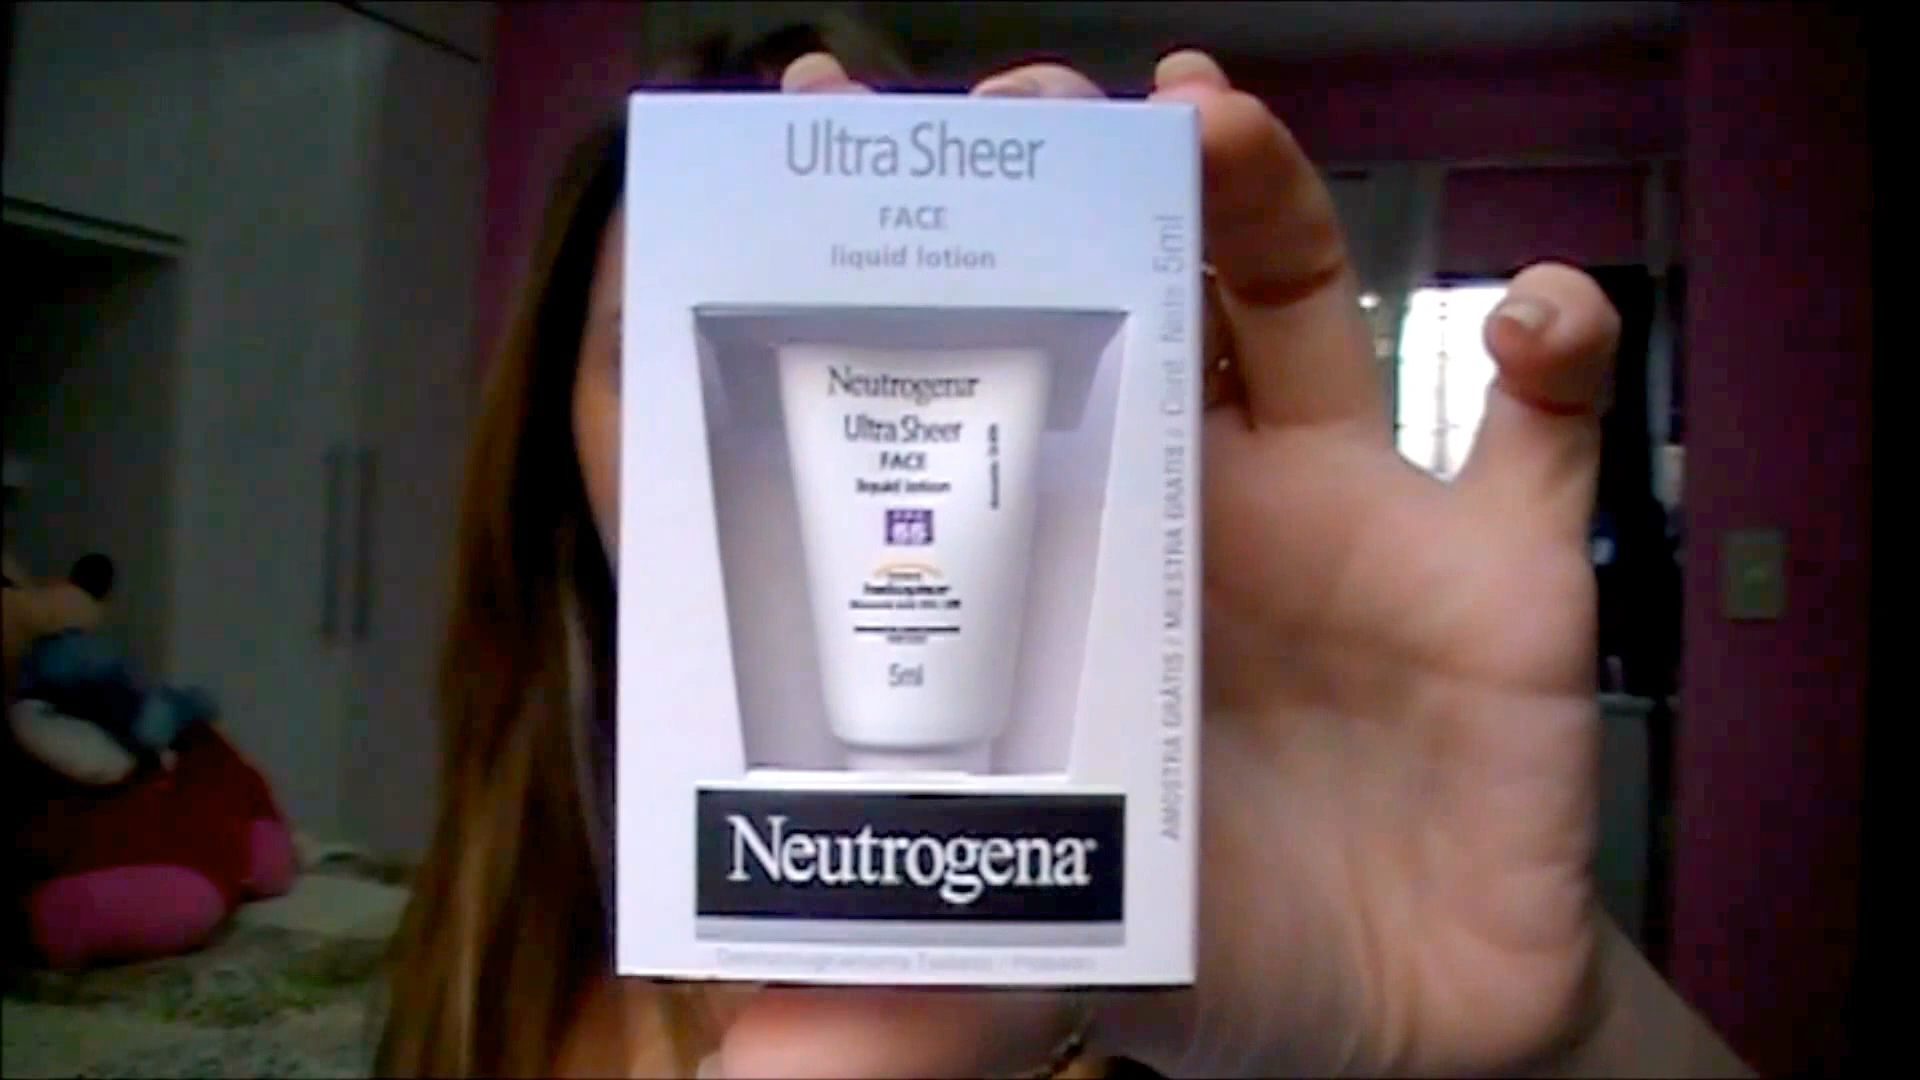 Ultra Sheer
FACE
liquid lotion
Neutrogena
Ultra Sheer
FACE
liquid lotion
5ml
Neutrogena
AMOSTRA GRÁTIS / MUESTRA GRATIS / Cont. Neto 5ml